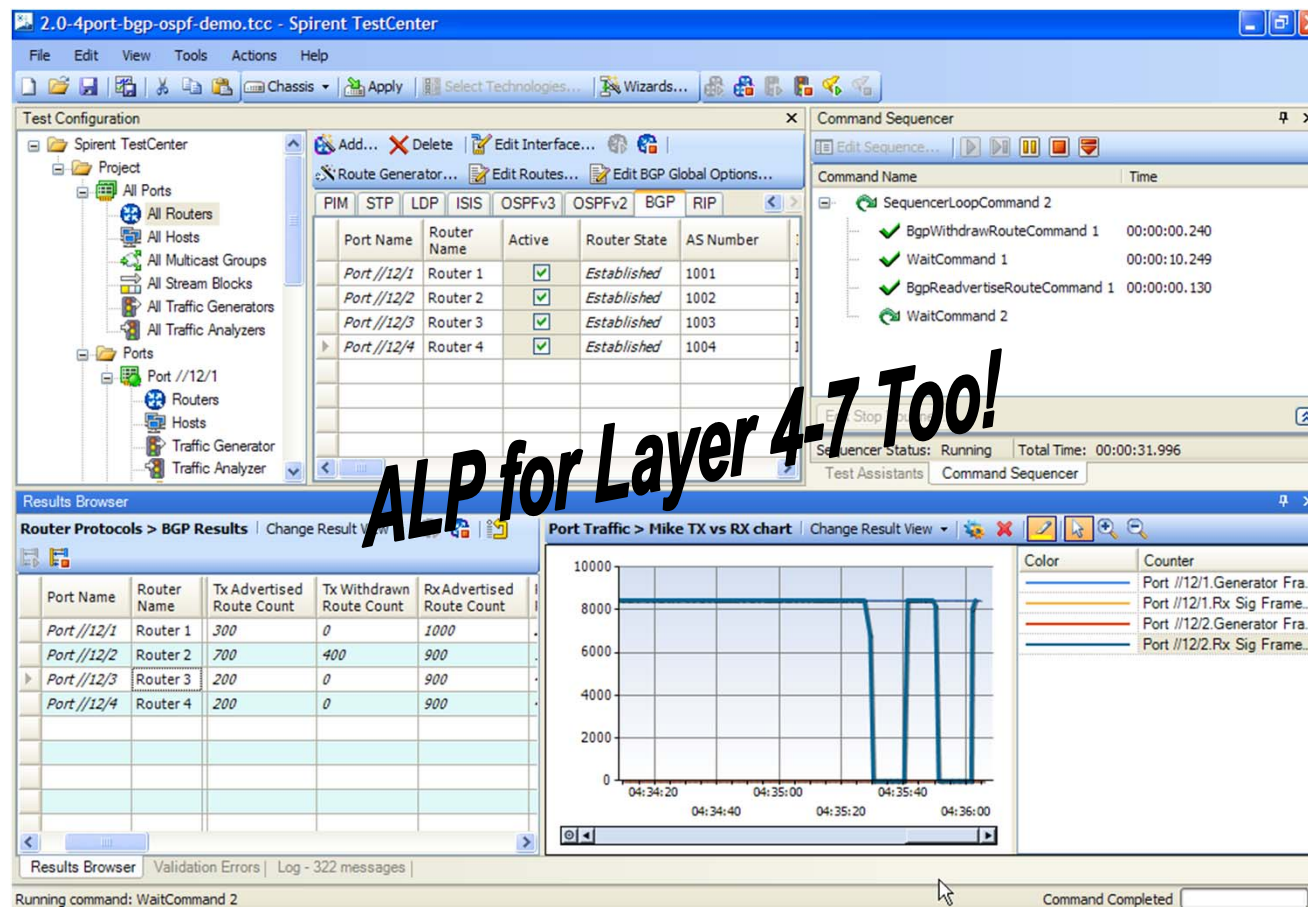 2.0-4port-bgp-ospf-demo.tcc - Spirent TestCenter
File Edit View Tools Actions Help
Chassis Apply Select Technologies... Wizards...
Test Configuration
Spirent TestCenter
Project
All Ports
All Routers
All Hosts
All Multicast Groups
All Stream Blocks
All Traffic Generators
All Traffic Analyzers
Ports
Port //12/1
Routers
Hosts
Traffic Generator
Traffic Analyzer
Add... Delete Edit Interface...
Route Generator... Edit Routes... Edit BGP Global Options...
PIM STP LDP ISIS OSPFv3 OSPFv2 BGP RIP
Port Name Router Name Active Router State AS Number
Port //12/1 Router 1 Established 1001
Port //12/2 Router 2 Established 1002
Port //12/3 Router 3 Established 1003
Port //12/4 Router 4 Established 1004
Command Sequencer
Edit Sequence...
Command Name Time
SequencerLoopCommand 2
BgpWithdrawRouteCommand 1 00:00:00.240
WaitCommand 1 00:00:10.249
BgpReadvertiseRouteCommand 1 00:00:00.130
WaitCommand 2
Sequencer Status: Running Total Time: 00:00:31.996
Test Assistants Command Sequencer
ALP for Layer 4-7 Too!
Results Browser
Router Protocols > BGP Results Change Result View
Port Name Router Name Tx Advertised Route Count Tx Withdrawn Route Count Rx Advertised Route Count
Port //12/1 Router 1 300 0 1000
Port //12/2 Router 2 700 400 900
Port //12/3 Router 3 200 0 900
Port //12/4 Router 4 200 0 900
Port Traffic > Mike TX vs RX chart Change Result View
10000
8000
6000
4000
2000
0
04:34:20 04:35:00 04:35:40
04:34:40 04:35:20 04:36:00
Color Counter
Port //12/1.Generator Fra..
Port //12/1.Rx Sig Frame..
Port //12/2.Generator Fra..
Port //12/2.Rx Sig Frame..
Results Browser Validation Errors Log - 322 messages
Running command: WaitCommand 2 Command Completed